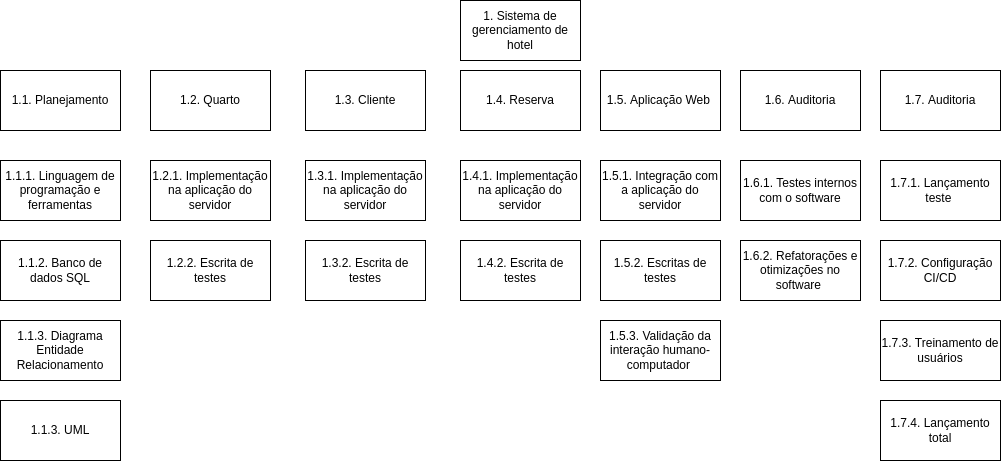 1. Sistema de
gerenciamento de
hotel
1.1. Planejamento
1.2. Quarto
1.3. Cliente
1.4. Reserva
1.5. Aplicação Web
1.6. Auditoria
1.7. Auditoria
1.1.1. Linguagem de
programação e
ferramentas
1.2.1. Implementação
na aplicação do
servidor
1.3.1. Implementação
na aplicação do
servidor
1.4.1. Implementação
na aplicação do
servidor
1.5.1. Integração com
a aplicação do
servidor
1.6.1. Testes internos
com o software
1.7.1. Lançamento
teste
1.1.2. Banco de
dados SQL
1.2.2. Escrita de
testes
1.3.2. Escrita de
testes
1.4.2. Escrita de
testes
1.5.2. Escritas de
testes
1.6.2. Refatorações e
otimizações no
software
1.7.2. Configuração
CI/CD
1.1.3. Diagrama
Entidade
Relacionamento
1.5.3. Validação da
interação humano-
computador
1.7.3. Treinamento de
usuários
1.1.3. UML
1.7.4. Lançamento
total